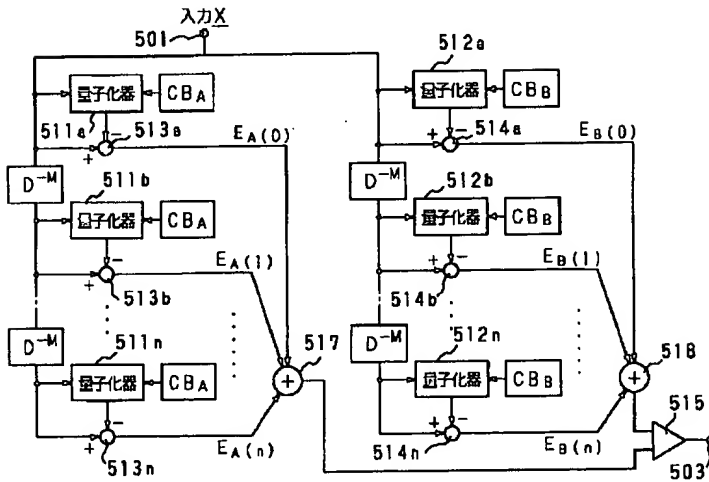 入力 X
501
512a
量子化器
CBA
511a
513a
EA(0)
量子化器
CBB
514a
EB(0)
D-M
511b
量子化器
CBA
513b
EA(1)
D-M
512b
量子化器
CBB
514b
EB(1)
D-M
511n
量子化器
CBA
513n
EA(n)
517
D-M
512n
量子化器
CBB
514n
EB(n)
518
515
503